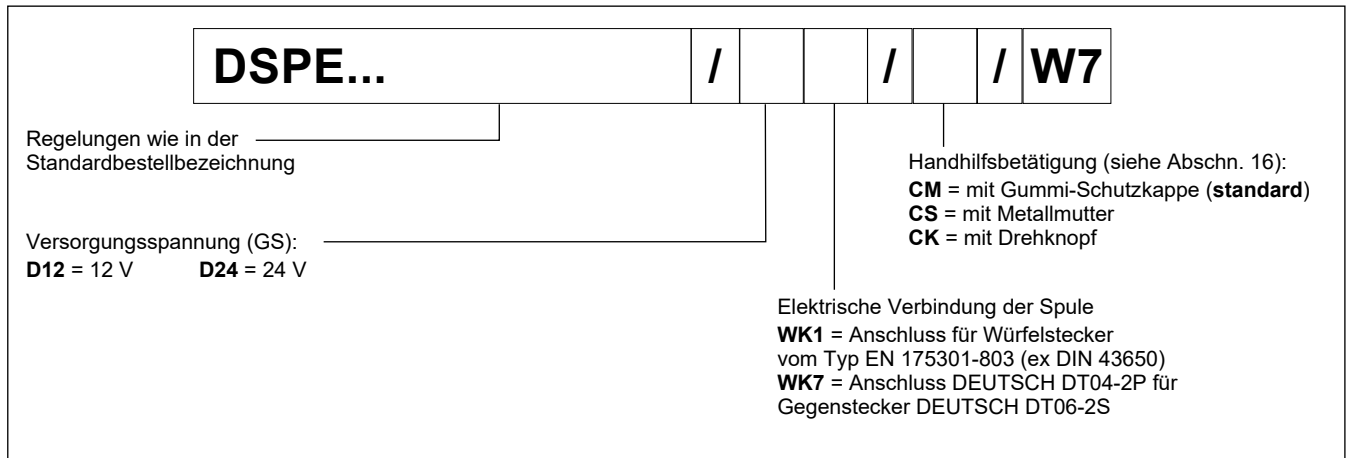 DSPE... / / / W7
Regelungen wie in der
Standardbestellbezeichnung
Versorgungsspannung (GS):
D12 = 12 V D24 = 24 V
Handhilfsbetätigung (siehe Abschn. 16):
CM = mit Gummi-Schutzkappe (standard)
CS = mit Metallmutter
CK = mit Drehknopf
Elektrische Verbindung der Spule
WK1 = Anschluss für Würfelstecker
vom Typ EN 175301-803 (ex DIN 43650)
WK7 = Anschluss DEUTSCH DT04-2P für
Gegenstecker DEUTSCH DT06-2S